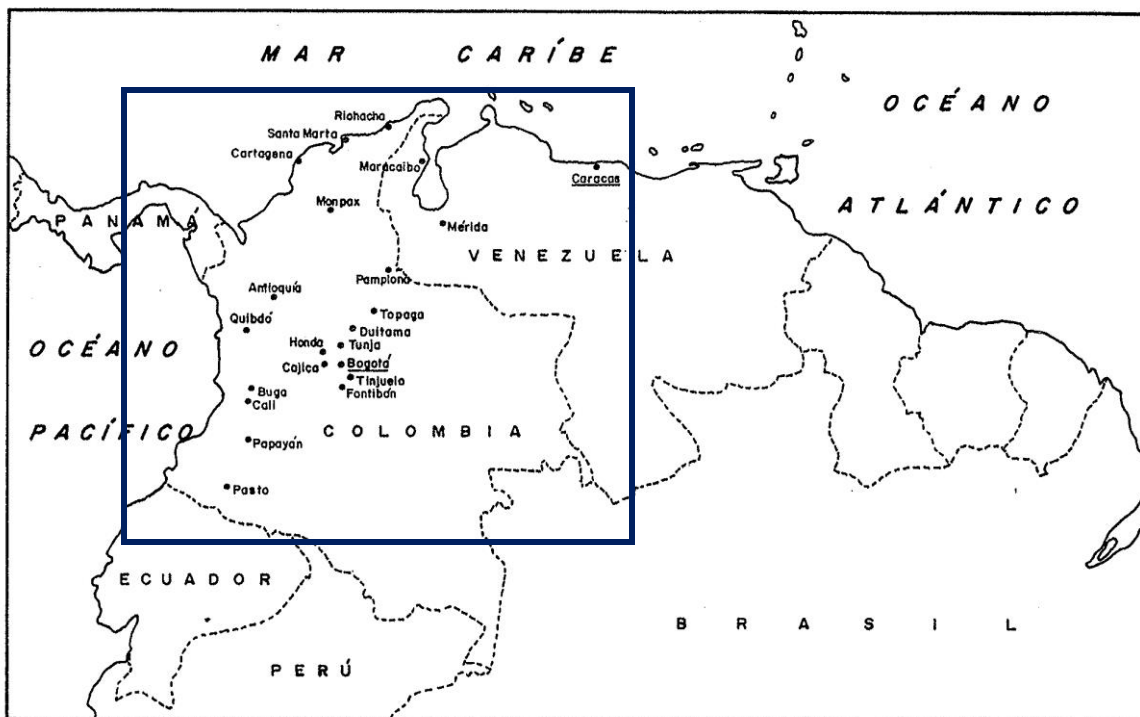 MAR CARÍBE
OCÉANO
ATLÁNTICO
Riohacha
Santa Marta
Cartagena
Maracaibo
Caracas
PANAMÁ
Monpax
Mérida
VENEZUELA
Pamplona
Antioquía
Topaga
Quibdó
Duitama
OCÉANO
Honda
Tunja
Cajica
Bogotá
Tinjuela
Buga
Fontibón
Cali
PACÍFICO
COLOMBIA
Papayán
Pasto
ECUADOR
BRASIL
PERÚ